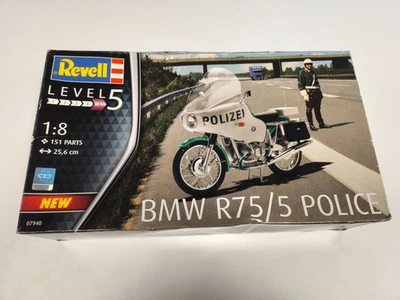 Revell
LEVEL 5
1:8
151 PARTS
25,6 cm
NEW
07940
POLIZEI
BMW R75/5 POLICE